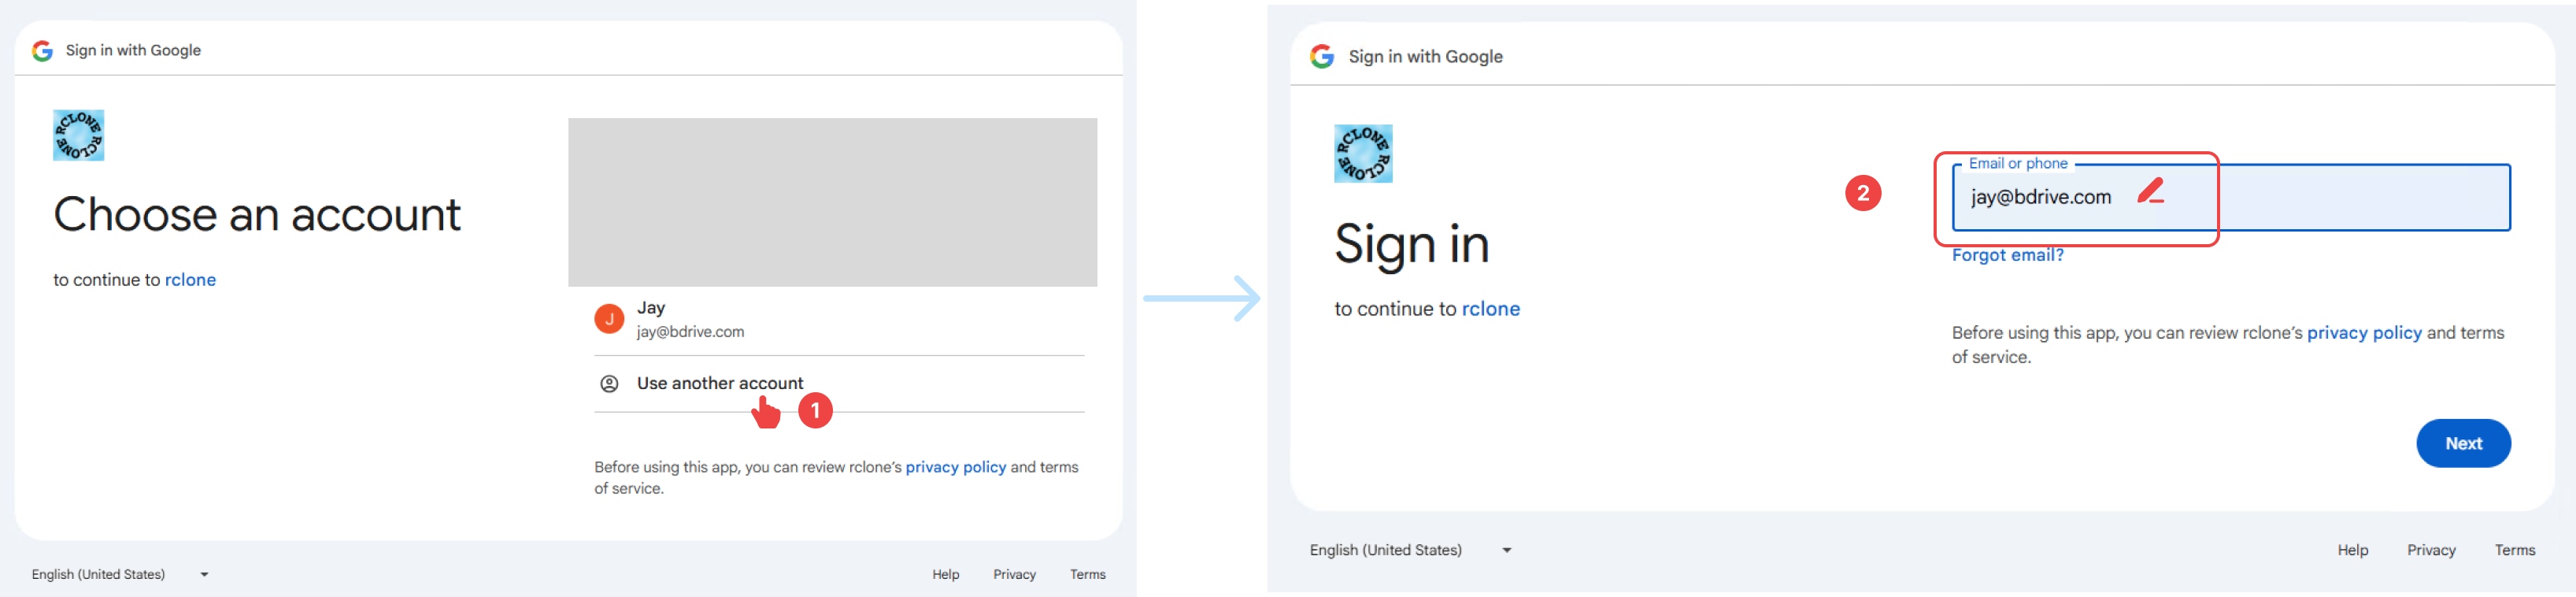 Sign in with Google
RCLONE RCLONE
Choose an account
to continue to rclone
J
Jay
jay@bdrive.com
Use another account
1
Before using this app, you can review rclone’s privacy policy and terms
of service.
English (United States)
Help
Privacy
Terms
Sign in with Google
RCLONE RCLONE
Sign in
to continue to rclone
2
Email or phone
jay@bdrive.com
Forgot email?
Before using this app, you can review rclone’s privacy policy and terms
of service.
Next
English (United States)
Help
Privacy
Terms